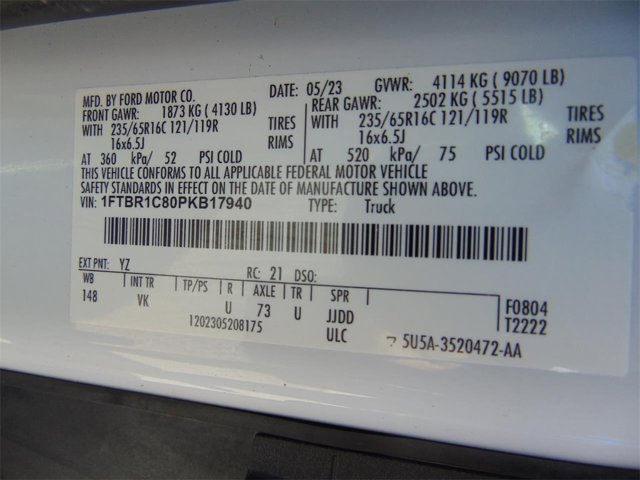 MFD. BY FORD MOTOR CO. DATE: 05/23 GVWR: 4114 KG ( 9070 LB)
FRONT GAWR: 1873 KG ( 4130 LB) REAR GAWR: 2502 KG ( 5515 LB)
WITH 235/65R16C 121/119R TIRES WITH 235/65R16C 121/119R TIRES
16x6.5J RIMS 16x6.5J RIMS
AT 360 kPa/ 52 PSI COLD AT 520 kPa/ 75 PSI COLD
THIS VEHICLE CONFORMS TO ALL APPLICABLE FEDERAL MOTOR VEHICLE
SAFETY STANDARDS IN EFFECT ON THE DATE OF MANUFACTURE SHOWN ABOVE.
VIN: 1FTBR1C80PKB17940 TYPE: Truck
EXT PNT: YZ RC: 21 DSO:
WB INT TR TP/PS R AXLE TR SPR
148 VK U 73 U JJDD F0804
1202305208175 ULC T2222
5U5A-3520472-AA